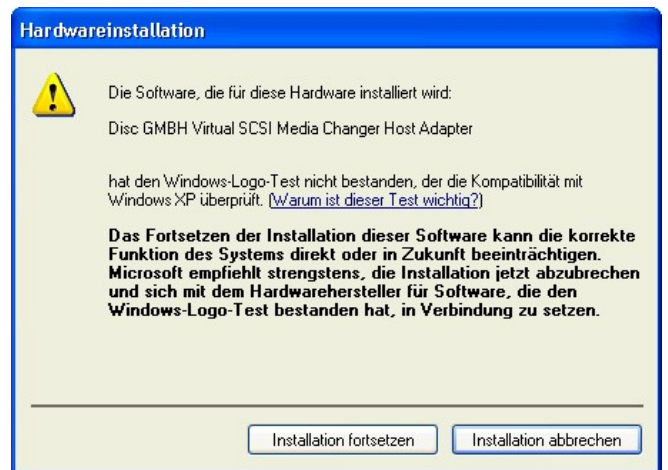 Hardwareinstallation
Die Software, die für diese Hardware installiert wird:
Disc GMBH Virtual SCSI Media Changer Host Adapter
hat den Windows-Logo-Test nicht bestanden, der die Kompatibilität mit
Windows XP überprüft. (Warum ist dieser Test wichtig?)
Das Fortsetzen der Installation dieser Software kann die korrekte
Funktion des Systems direkt oder in Zukunft beeinträchtigen.
Microsoft empfiehlt strengstens, die Installation jetzt abzubrechen
und sich mit dem Hardwarehersteller für Software, die den
Windows-Logo-Test bestanden hat, in Verbindung zu setzen.
Installation fortsetzen Installation abbrechen